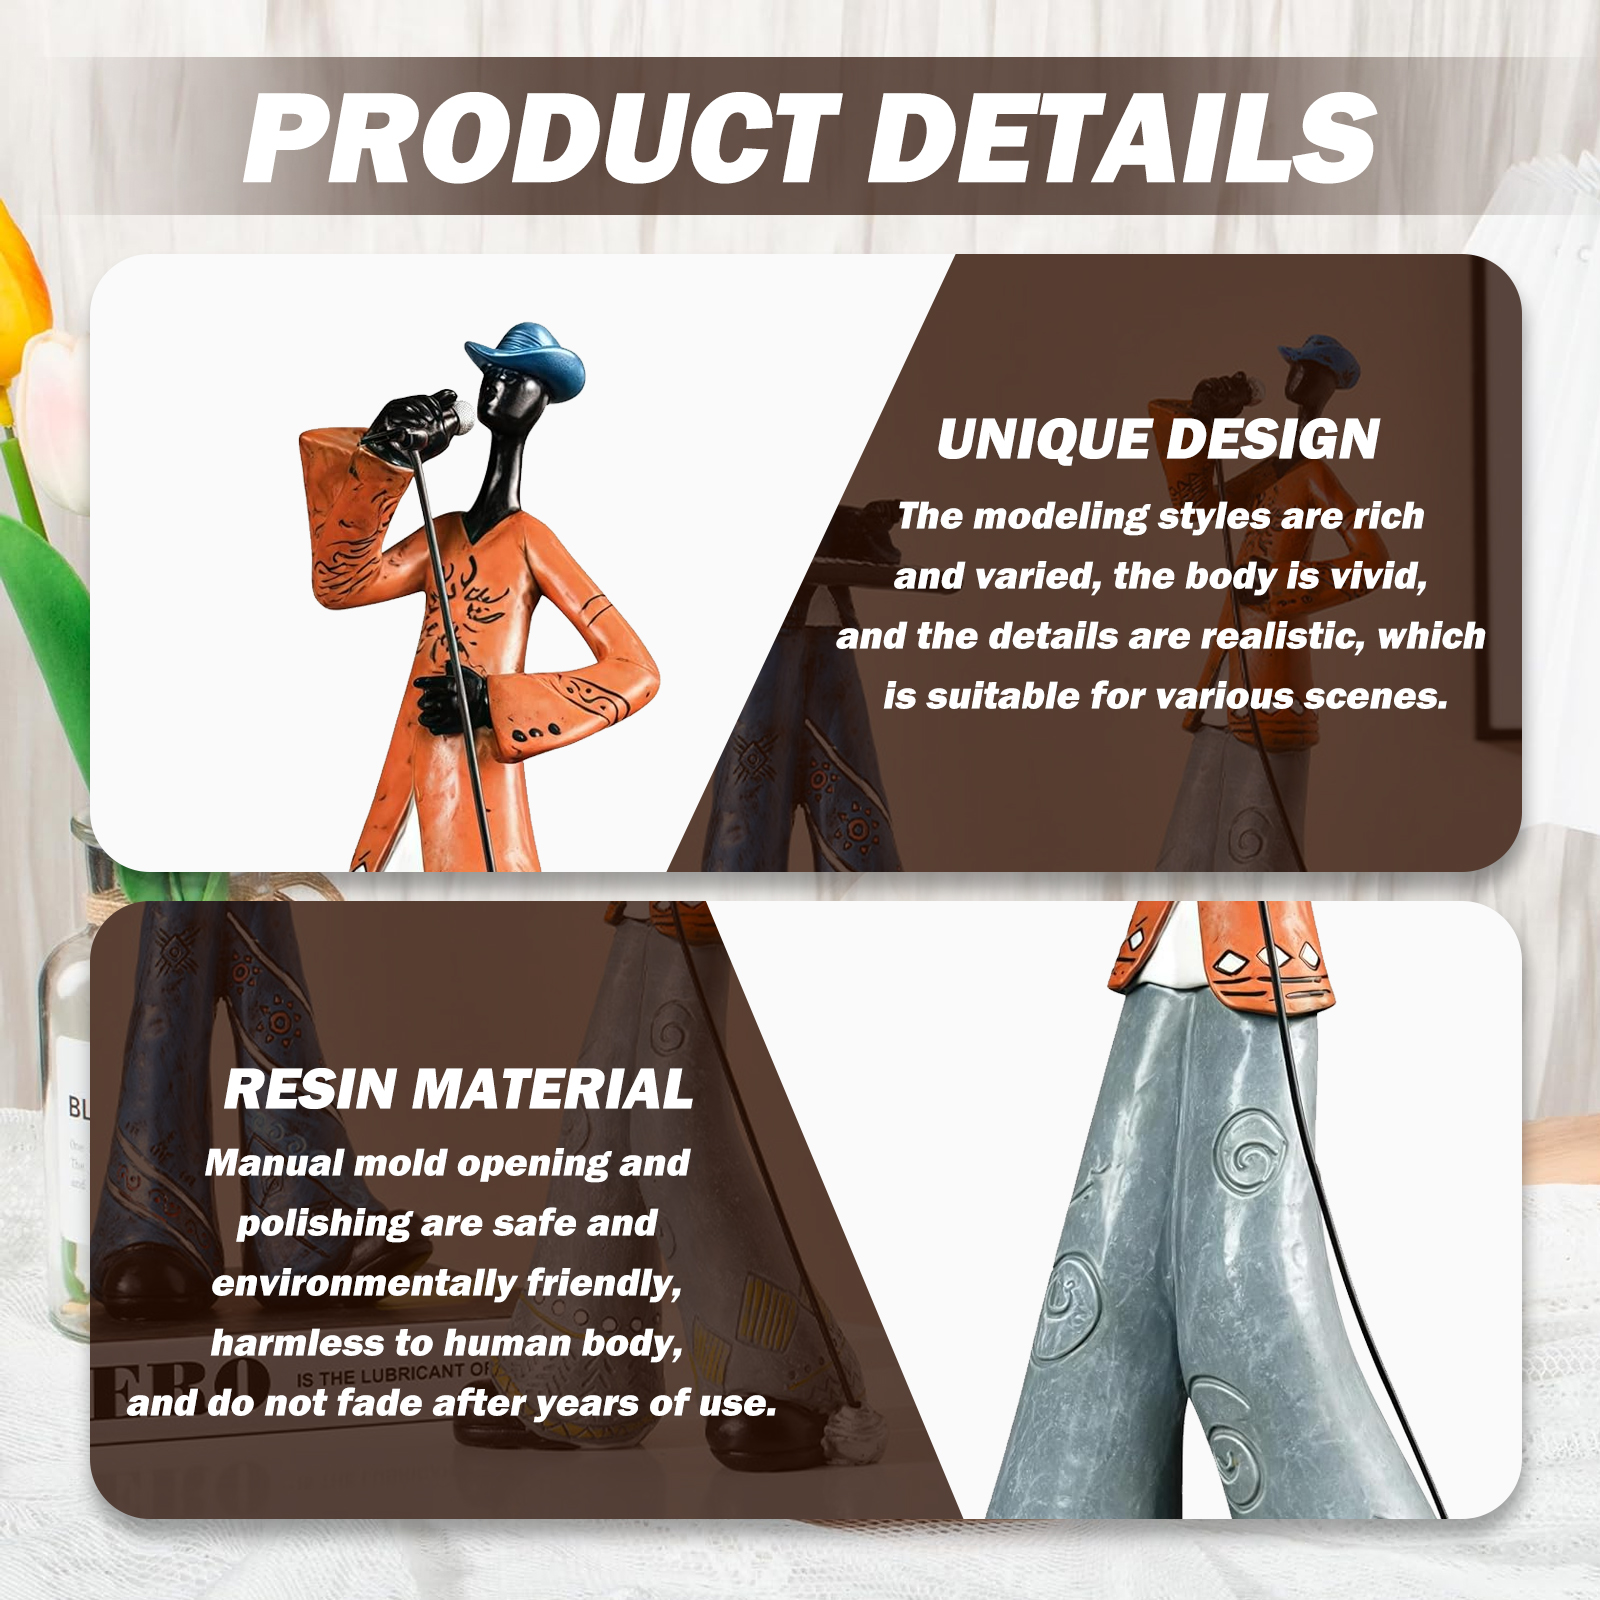 PRODUCT DETAILS
UNIQUE DESIGN
The modeling styles are rich
and varied, the body is vivid,
and the details are realistic, which
is suitable for various scenes.
RESIN MATERIAL
Manual mold opening and
polishing are safe and
environmentally friendly,
harmless to human body,
IS THE LUBRICANT OF
and do not fade after years of use.